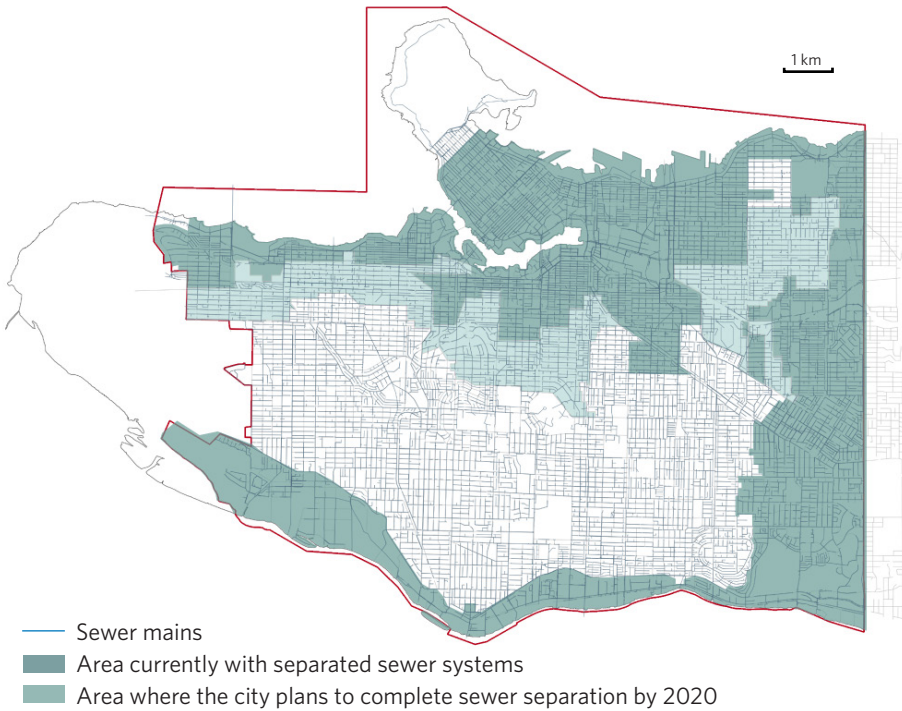 1 km
Sewer mains
Area currently with separated sewer systems
Area where the city plans to complete sewer separation by 2020